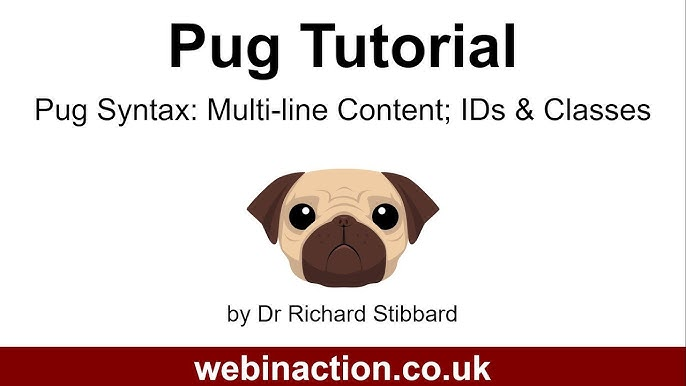 Pug Tutorial
Pug Syntax: Multi-line Content; IDs & Classes
by Dr Richard Stibbard
webinaction.co.uk